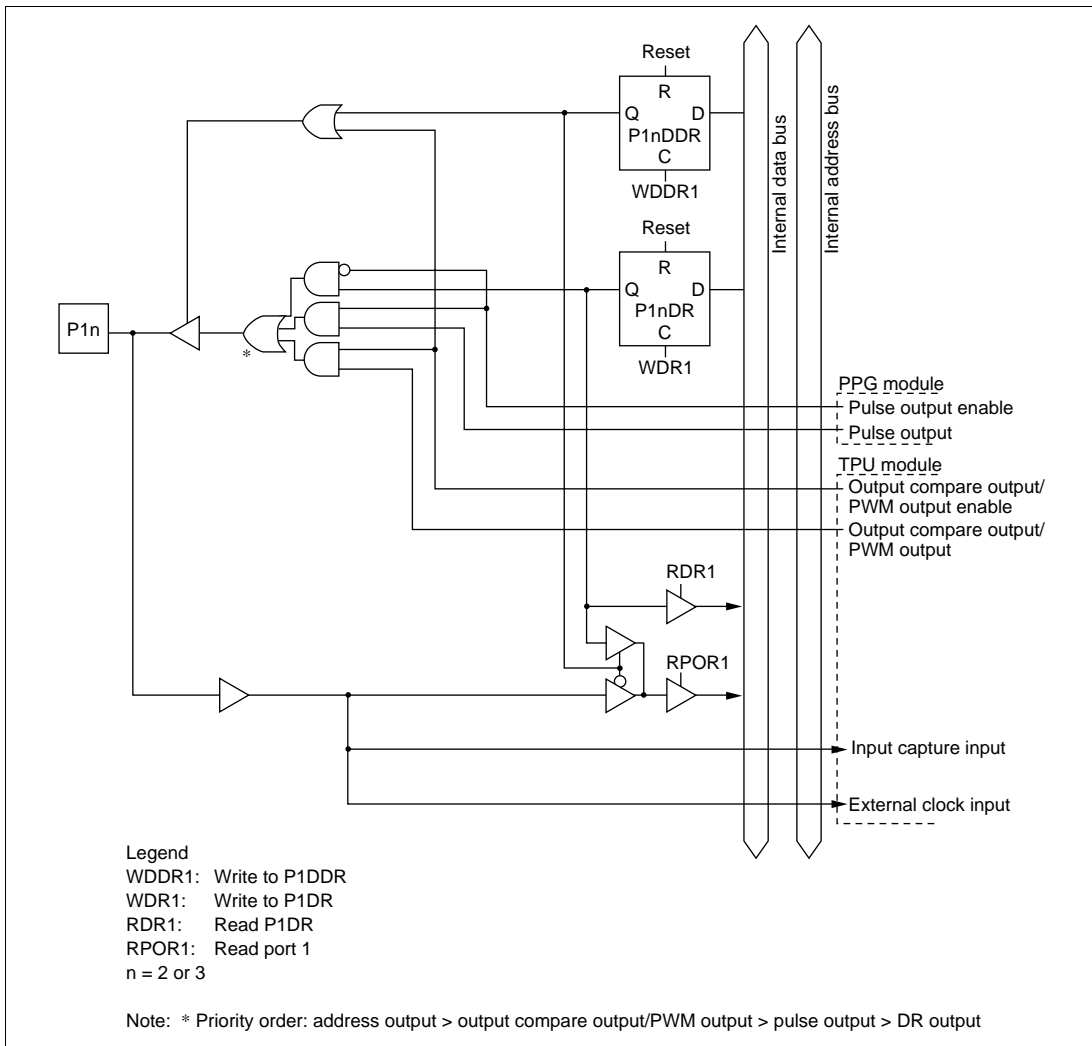 Reset
R
Q D
P1nDDR
C
WDDR1
Internal data bus
Internal address bus
Reset
R
Q D
P1nDR
C
WDR1
P1n
*
PPG module
Pulse output enable
Pulse output
TPU module
Output compare output/
PWM output enable
Output compare output/
PWM output
RDR1
RPOR1
Input capture input
External clock input
Legend
WDDR1: Write to P1DDR
WDR1: Write to P1DR
RDR1: Read P1DR
RPOR1: Read port 1
n = 2 or 3
Note: * Priority order: address output > output compare output/PWM output > pulse output > DR output